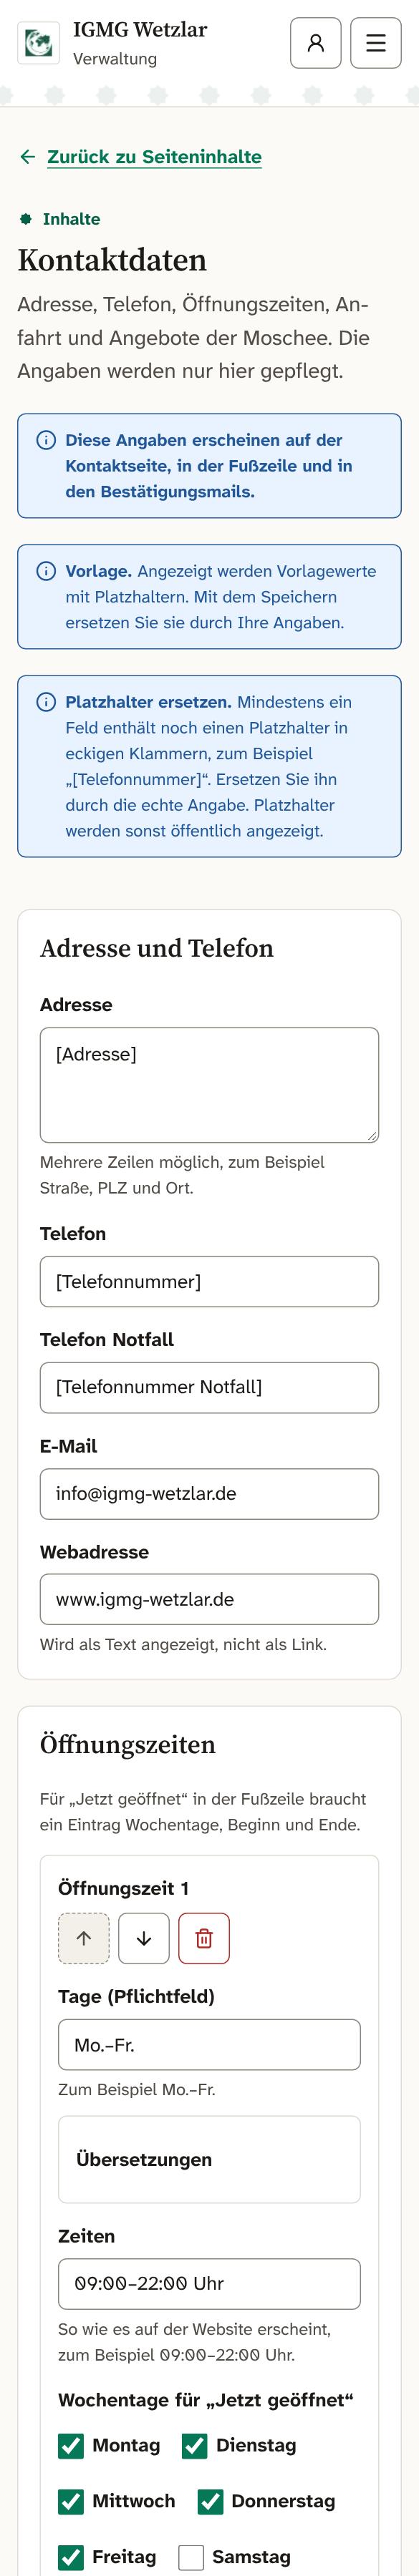 IGMG Wetzlar
Verwaltung
Zurück zu Seiteninhalte
Inhalte
Kontaktdaten
Adresse, Telefon, Öffnungszeiten, An-
fahrt und Angebote der Moschee. Die
Angaben werden nur hier gepflegt.
Diese Angaben erscheinen auf der
Kontaktseite, in der Fußzeile und in
den Bestätigungsmails.
Vorlage. Angezeigt werden Vorlagewerte
mit Platzhaltern. Mit dem Speichern
ersetzen Sie sie durch Ihre Angaben.
Platzhalter ersetzen. Mindestens ein
Feld enthält noch einen Platzhalter in
eckigen Klammern, zum Beispiel
„[Telefonnummer]“. Ersetzen Sie ihn
durch die echte Angabe. Platzhalter
werden sonst öffentlich angezeigt.
Adresse und Telefon
Adresse
[Adresse]
Mehrere Zeilen möglich, zum Beispiel
Straße, PLZ und Ort.
Telefon
[Telefonnummer]
Telefon Notfall
[Telefonnummer Notfall]
E-Mail
info@igmg-wetzlar.de
Webadresse
www.igmg-wetzlar.de
Wird als Text angezeigt, nicht als Link.
Öffnungszeiten
Für „Jetzt geöffnet“ in der Fußzeile braucht
ein Eintrag Wochentage, Beginn und Ende.
Öffnungszeit 1
Tage (Pflichtfeld)
Mo.–Fr.
Zum Beispiel Mo.–Fr.
Übersetzungen
Zeiten
09:00–22:00 Uhr
So wie es auf der Website erscheint,
zum Beispiel 09:00–22:00 Uhr.
Wochentage für „Jetzt geöffnet“
Montag Dienstag
Mittwoch Donnerstag
Freitag Samstag